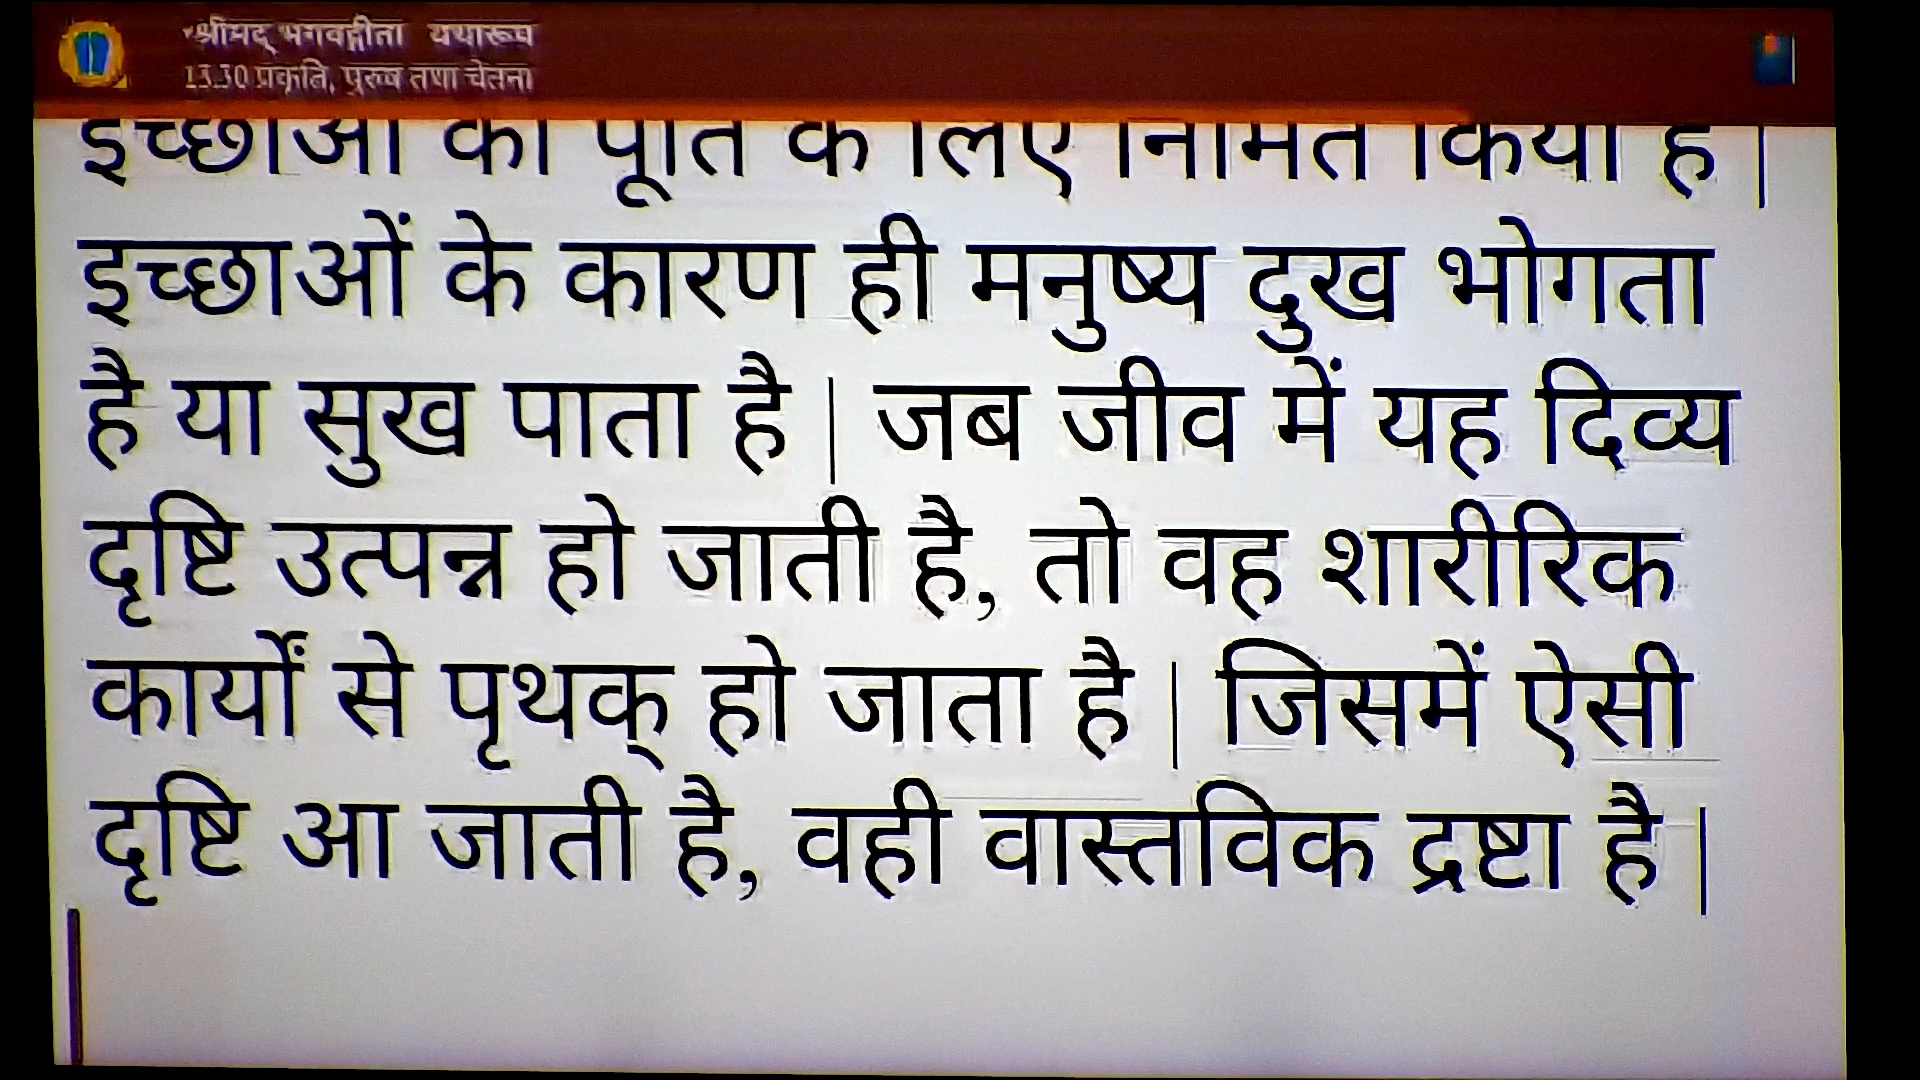 श्रीमद् भगवद्गीता यथारूप
13.30 प्रकृति, पुरुष तथा चेतना
इच्छाओं की पूर्ति के लिए निर्मित किया है |
इच्छाओं के कारण ही मनुष्य दुख भोगता
है या सुख पाता है | जब जीव में यह दिव्य
दृष्टि उत्पन्न हो जाती है, तो वह शारीरिक
कार्यों से पृथक् हो जाता है | जिसमें ऐसी
दृष्टि आ जाती है, वही वास्तविक द्रष्टा है |